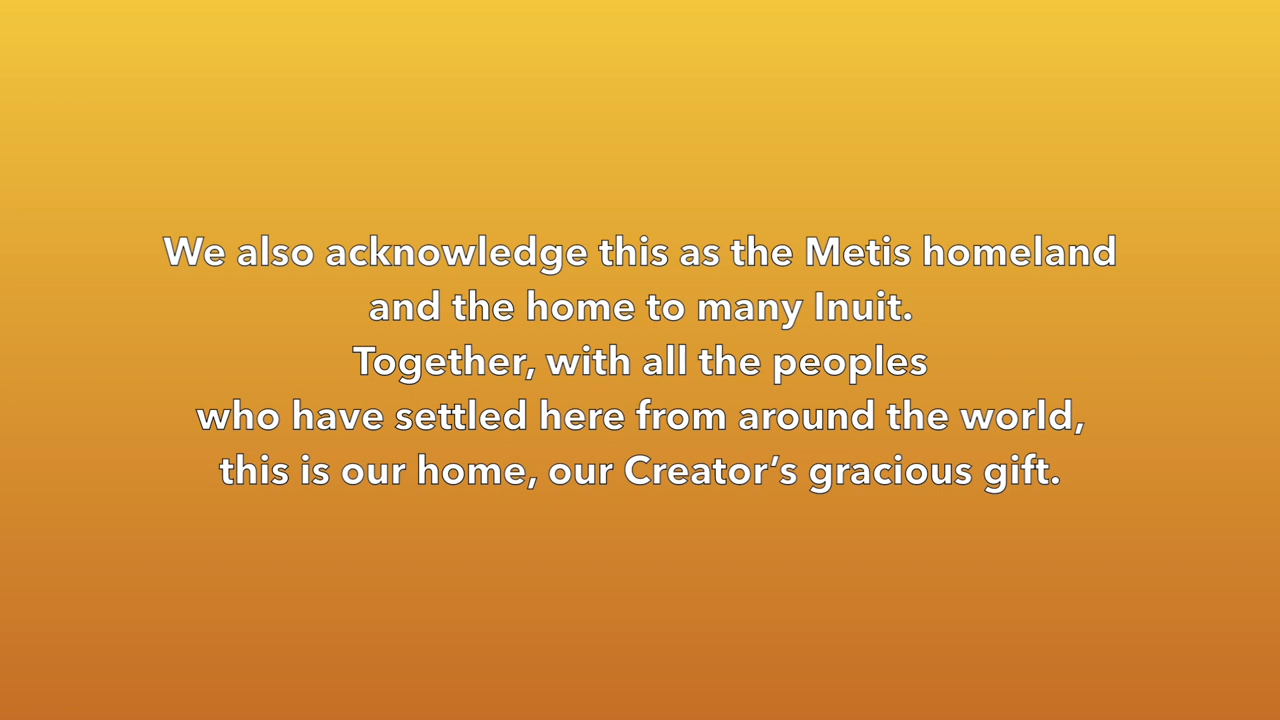 We also acknowledge this as the Metis homeland
and the home to many Inuit.
Together, with all the peoples
who have settled here from around the world,
this is our home, our Creator’s gracious gift.